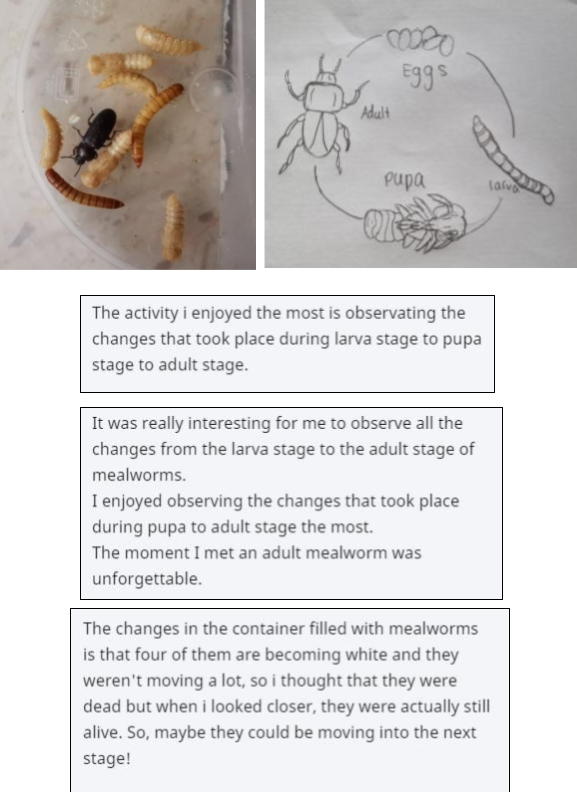 Eggs
Adult
pupa
larva
The activity i enjoyed the most is observating the
changes that took place during larva stage to pupa
stage to adult stage.
It was really interesting for me to observe all the
changes from the larva stage to the adult stage of
mealworms.
I enjoyed observing the changes that took place
during pupa to adult stage the most.
The moment I met an adult mealworm was
unforgettable.
The changes in the container filled with mealworms
is that four of them are becoming white and they
weren't moving a lot, so i thought that they were
dead but when i looked closer, they were actually still
alive. So, maybe they could be moving into the next
stage!